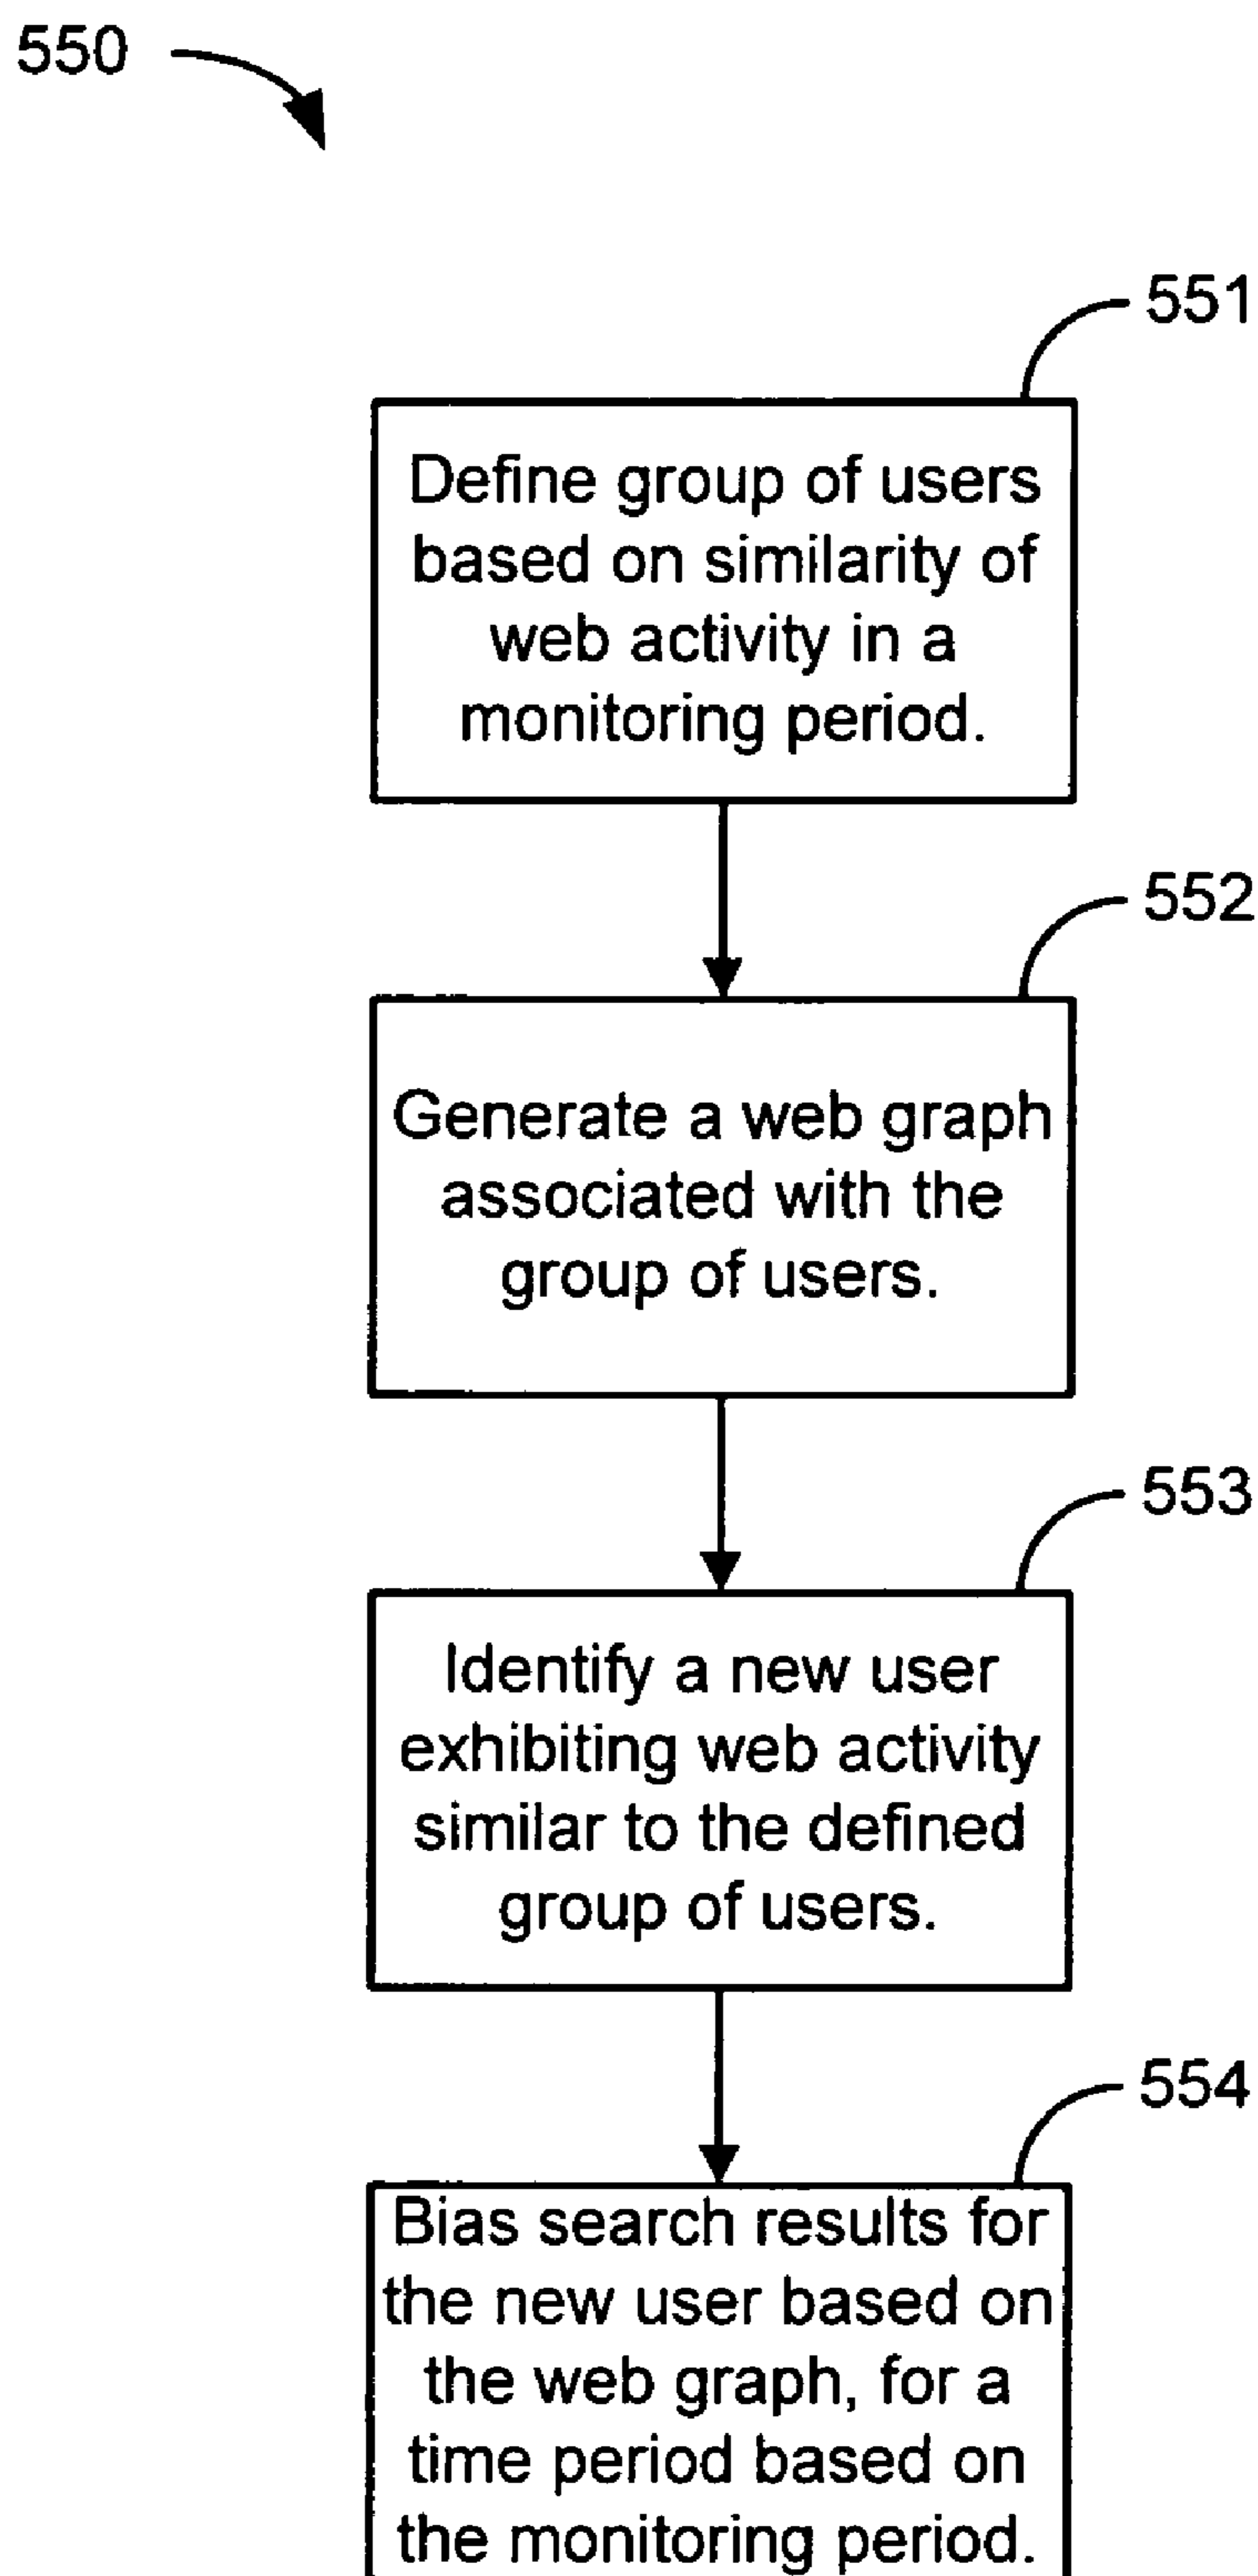 550
551
Define group of users
based on similarity of
web activity in a
monitoring period.
552
Generate a web graph
associated with the
group of users.
553
Identify a new user
exhibiting web activity
similar to the defined
group of users.
554
Bias search results for
the new user based on
the web graph, for a
time period based on
the monitoring period.